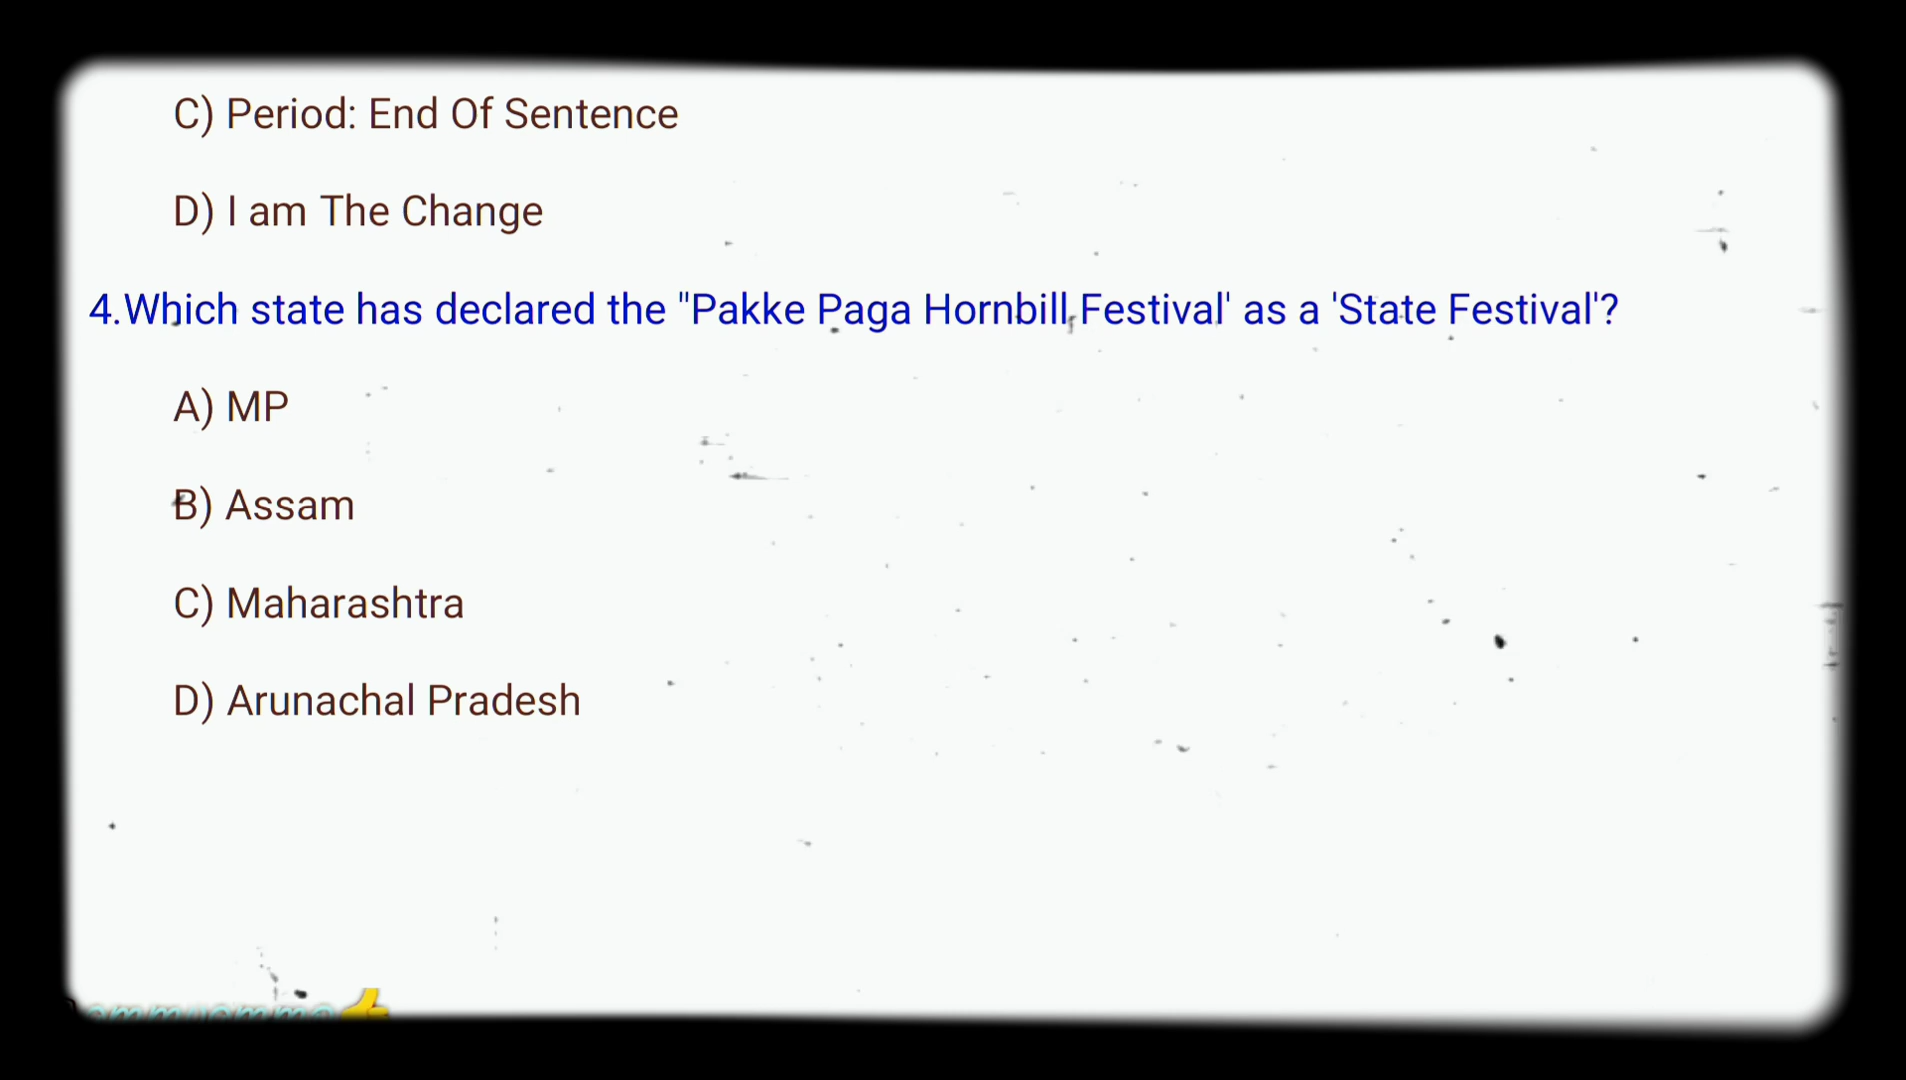 C) Period: End Of Sentence
D) I am The Change
4.Which state has declared the "Pakke Paga Hornbill Festival' as a 'State Festival'?
A) MP
B) Assam
C) Maharashtra
D) Arunachal Pradesh